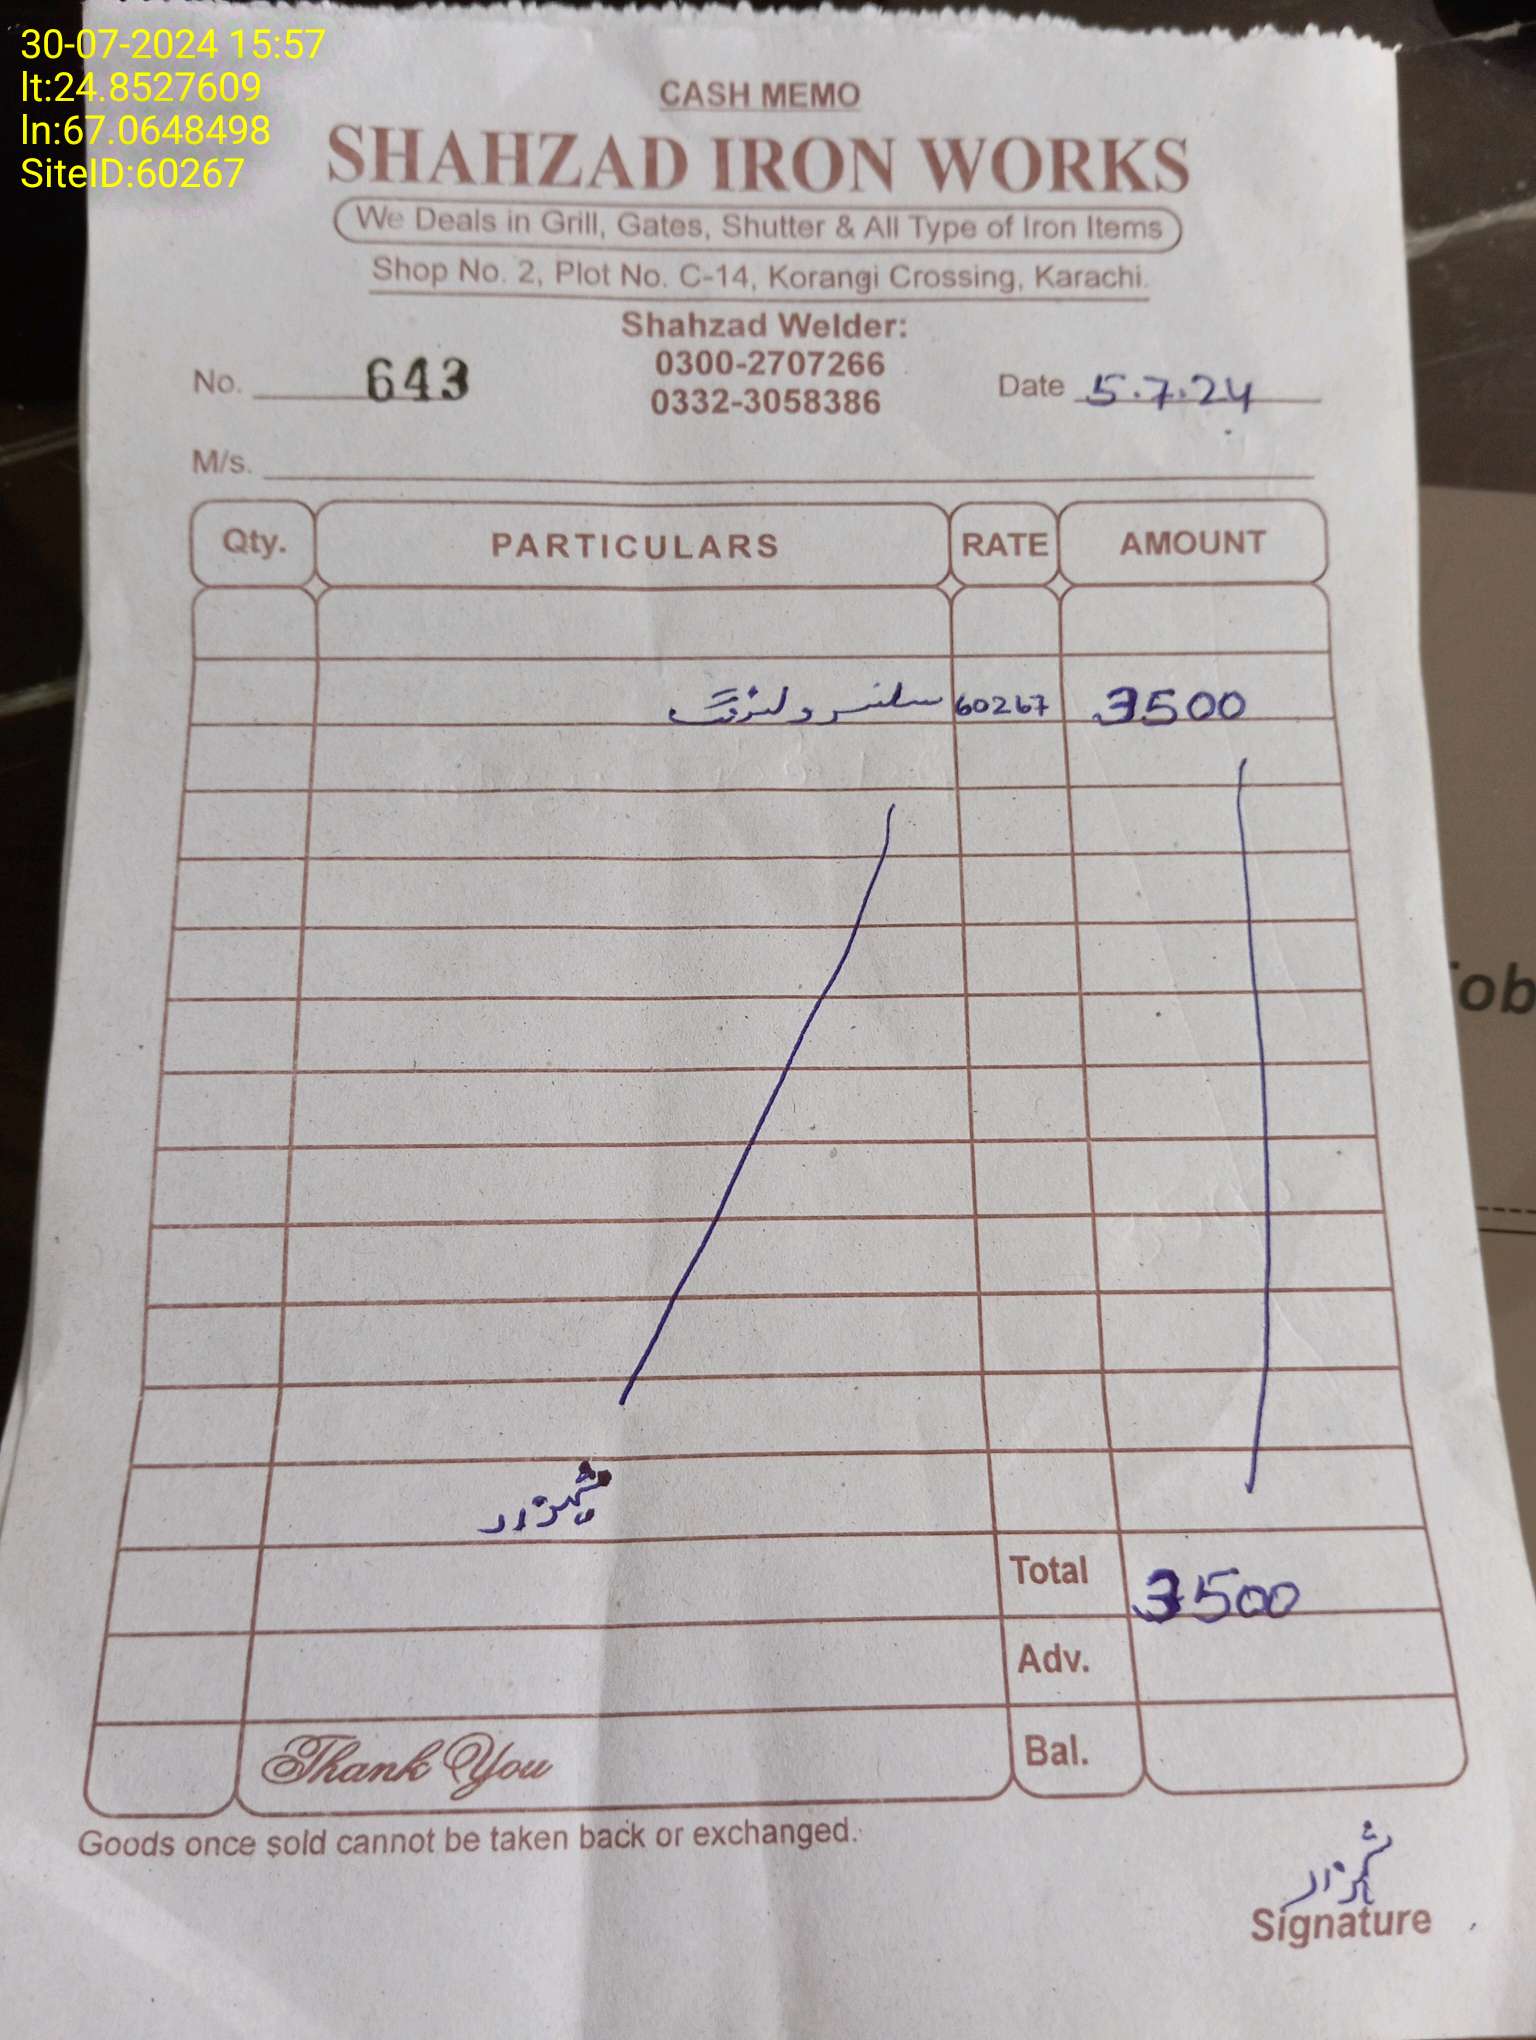 30-07-2024 15:57
lt:24.8527609
ln:67.0648498
SiteID:60267
CASH MEMO
SHAHZAD IRON WORKS
We Deals in Grill, Gates, Shutter & All Type of Iron Items
Shop No. 2, Plot No. C-14, Korangi Crossing, Karachi.
Shahzad Welder:
0300-2707266
0332-3058386
No. 643
Date 5.7.24
M/s.
Qty. PARTICULARS RATE AMOUNT
سلنسر ولڈنگ 60267 3500
شہزاد
Total 3500
Adv.
Bal.
Thank You
Goods once sold cannot be taken back or exchanged.
شہزاد
Signature
job